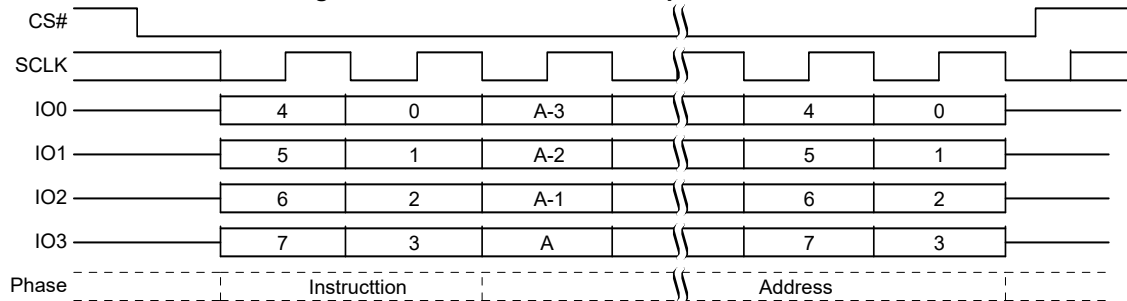 CS#
SCLK
IO0 4 0 A-3 4 0
IO1 5 1 A-2 5 1
IO2 6 2 A-1 6 2
IO3 7 3 A 7 3
Phase Instructtion Address